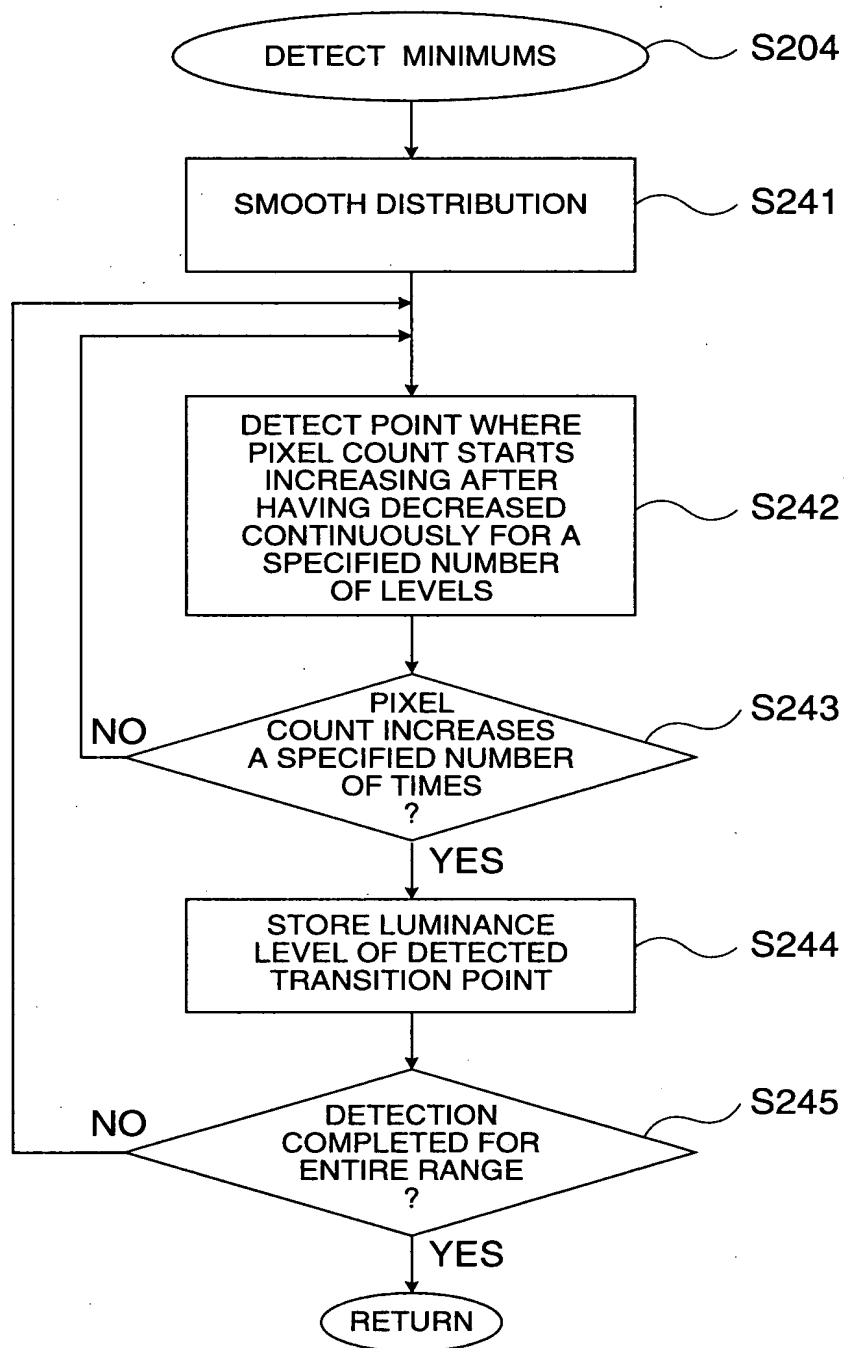 DETECT MINIMUMS
S204
SMOOTH DISTRIBUTION
S241
DETECT POINT WHERE
PIXEL COUNT STARTS
INCREASING AFTER
HAVING DECREASED
CONTINUOUSLY FOR A
SPECIFIED NUMBER
OF LEVELS
S242
PIXEL
COUNT INCREASES
A SPECIFIED NUMBER
OF TIMES
?
S243
NO
YES
STORE LUMINANCE
LEVEL OF DETECTED
TRANSITION POINT
S244
DETECTION
COMPLETED FOR
ENTIRE RANGE
?
S245
NO
YES
RETURN